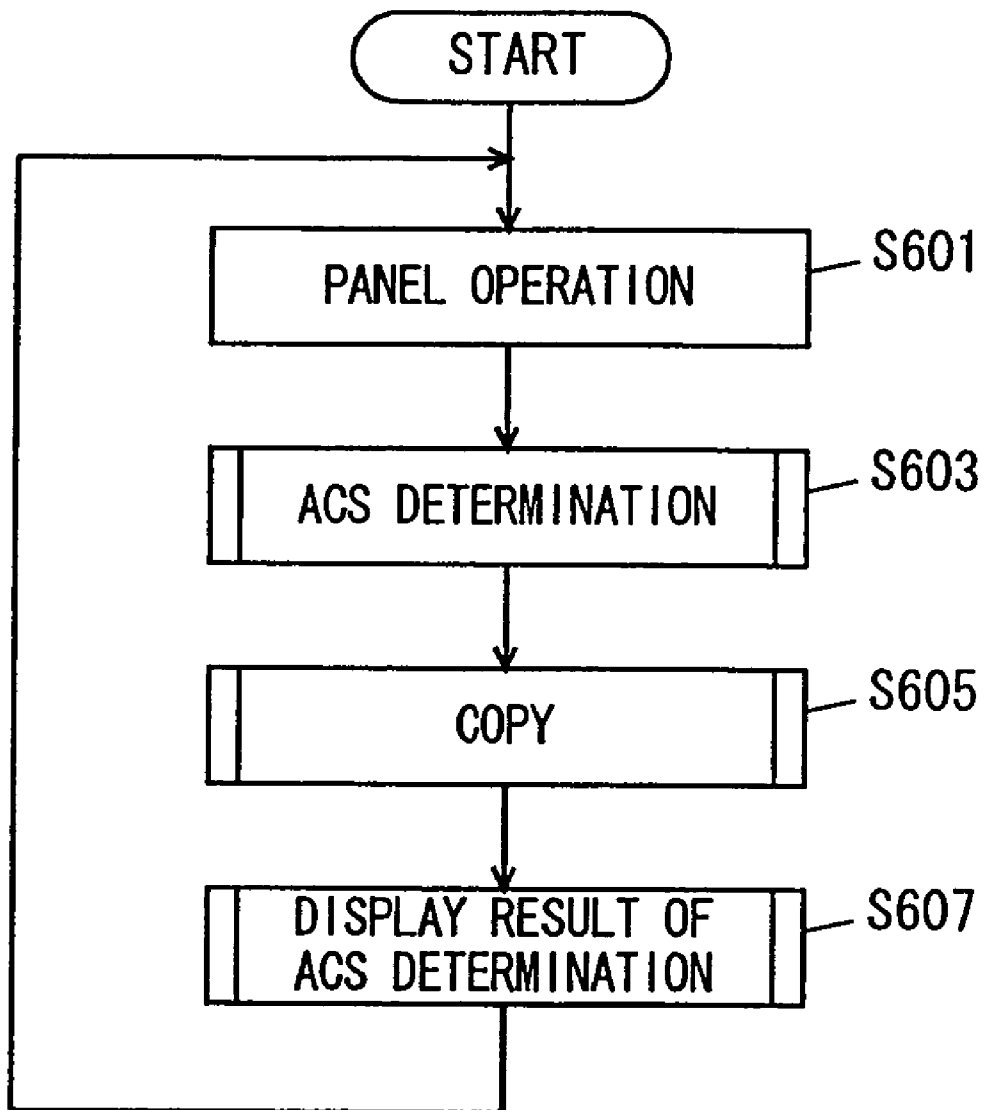 START
PANEL OPERATION
S601
ACS DETERMINATION
S603
COPY
S605
DISPLAY RESULT OF
ACS DETERMINATION
S607